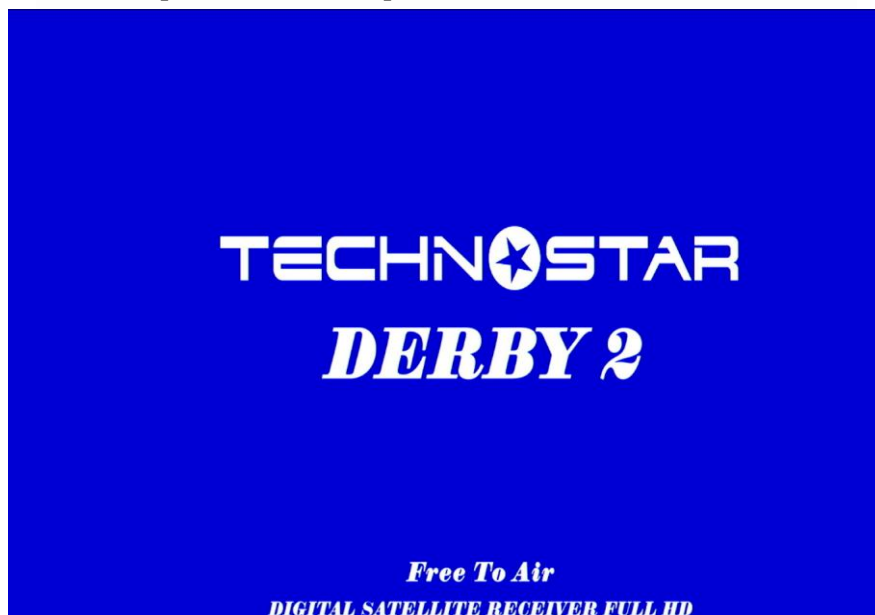 TECHNOSTAR
DERBY 2
Free To Air
DIGITAL SATELLITE RECEIVER FULL HD